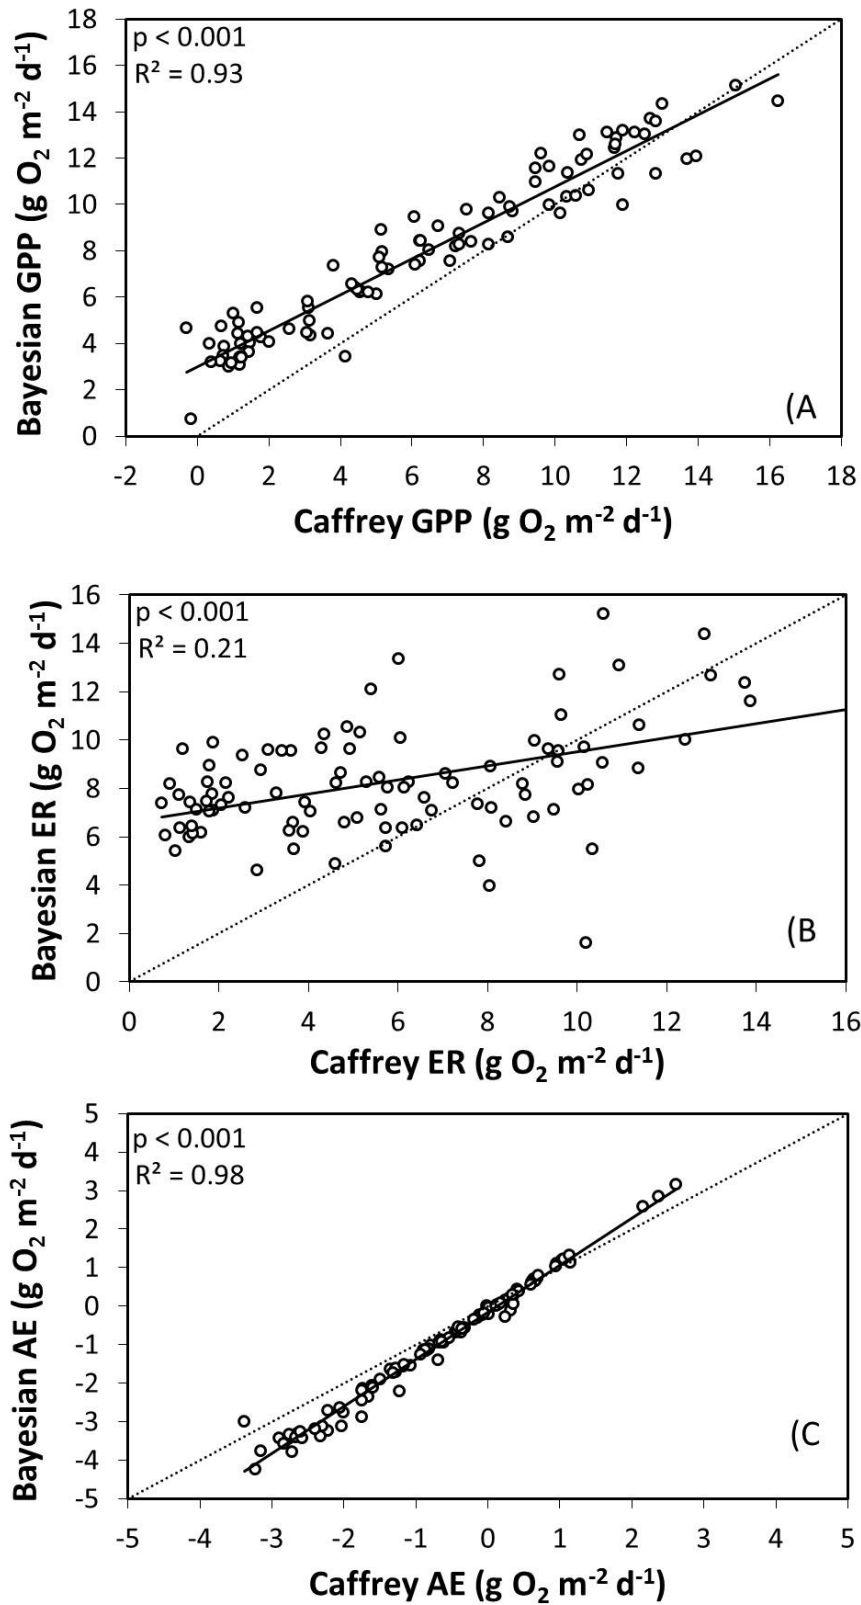 18
16
14
12
10
8
6
4
2
0
p < 0.001
R² = 0.93
(A
Bayesian GPP (g O₂ m⁻² d⁻¹)
-2 0 2 4 6 8 10 12 14 16 18
Caffrey GPP (g O₂ m⁻² d⁻¹)
16
14
12
10
8
6
4
2
0
p < 0.001
R² = 0.21
(B
Bayesian ER (g O₂ m⁻² d⁻¹)
0 2 4 6 8 10 12 14 16
Caffrey ER (g O₂ m⁻² d⁻¹)
5
4
3
2
1
0
-1
-2
-3
-4
-5
p < 0.001
R² = 0.98
(C
Bayesian AE (g O₂ m⁻² d⁻¹)
-5 -4 -3 -2 -1 0 1 2 3 4 5
Caffrey AE (g O₂ m⁻² d⁻¹)